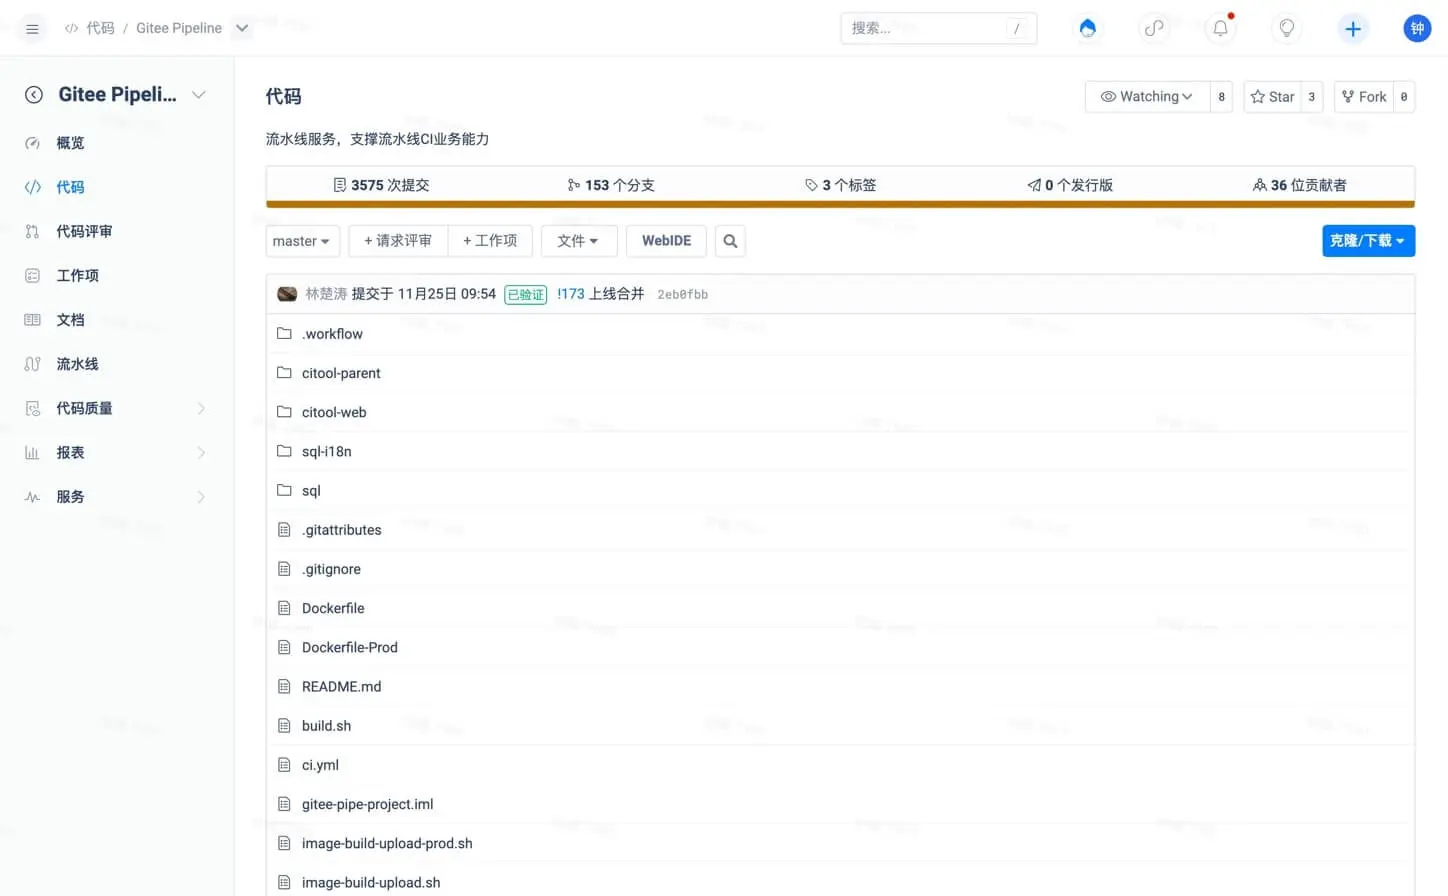 代码 / Gitee Pipeline
搜索... /
钟
Gitee Pipeli...
概览
代码
代码评审
工作项
文档
流水线
代码质量
报表
服务
代码
Watching 8 Star 3 Fork 0
流水线服务，支撑流水线CI业务能力
3575 次提交 153 个分支 3 个标签 0 个发行版 36 位贡献者
master + 请求评审 + 工作项 文件 WebIDE 克隆/下载
林楚涛 提交于 11月25日 09:54 已验证 !173 上线合并 2eb0fbb
.workflow
citool-parent
citool-web
sql-i18n
sql
.gitattributes
.gitignore
Dockerfile
Dockerfile-Prod
README.md
build.sh
ci.yml
gitee-pipe-project.iml
image-build-upload-prod.sh
image-build-upload.sh